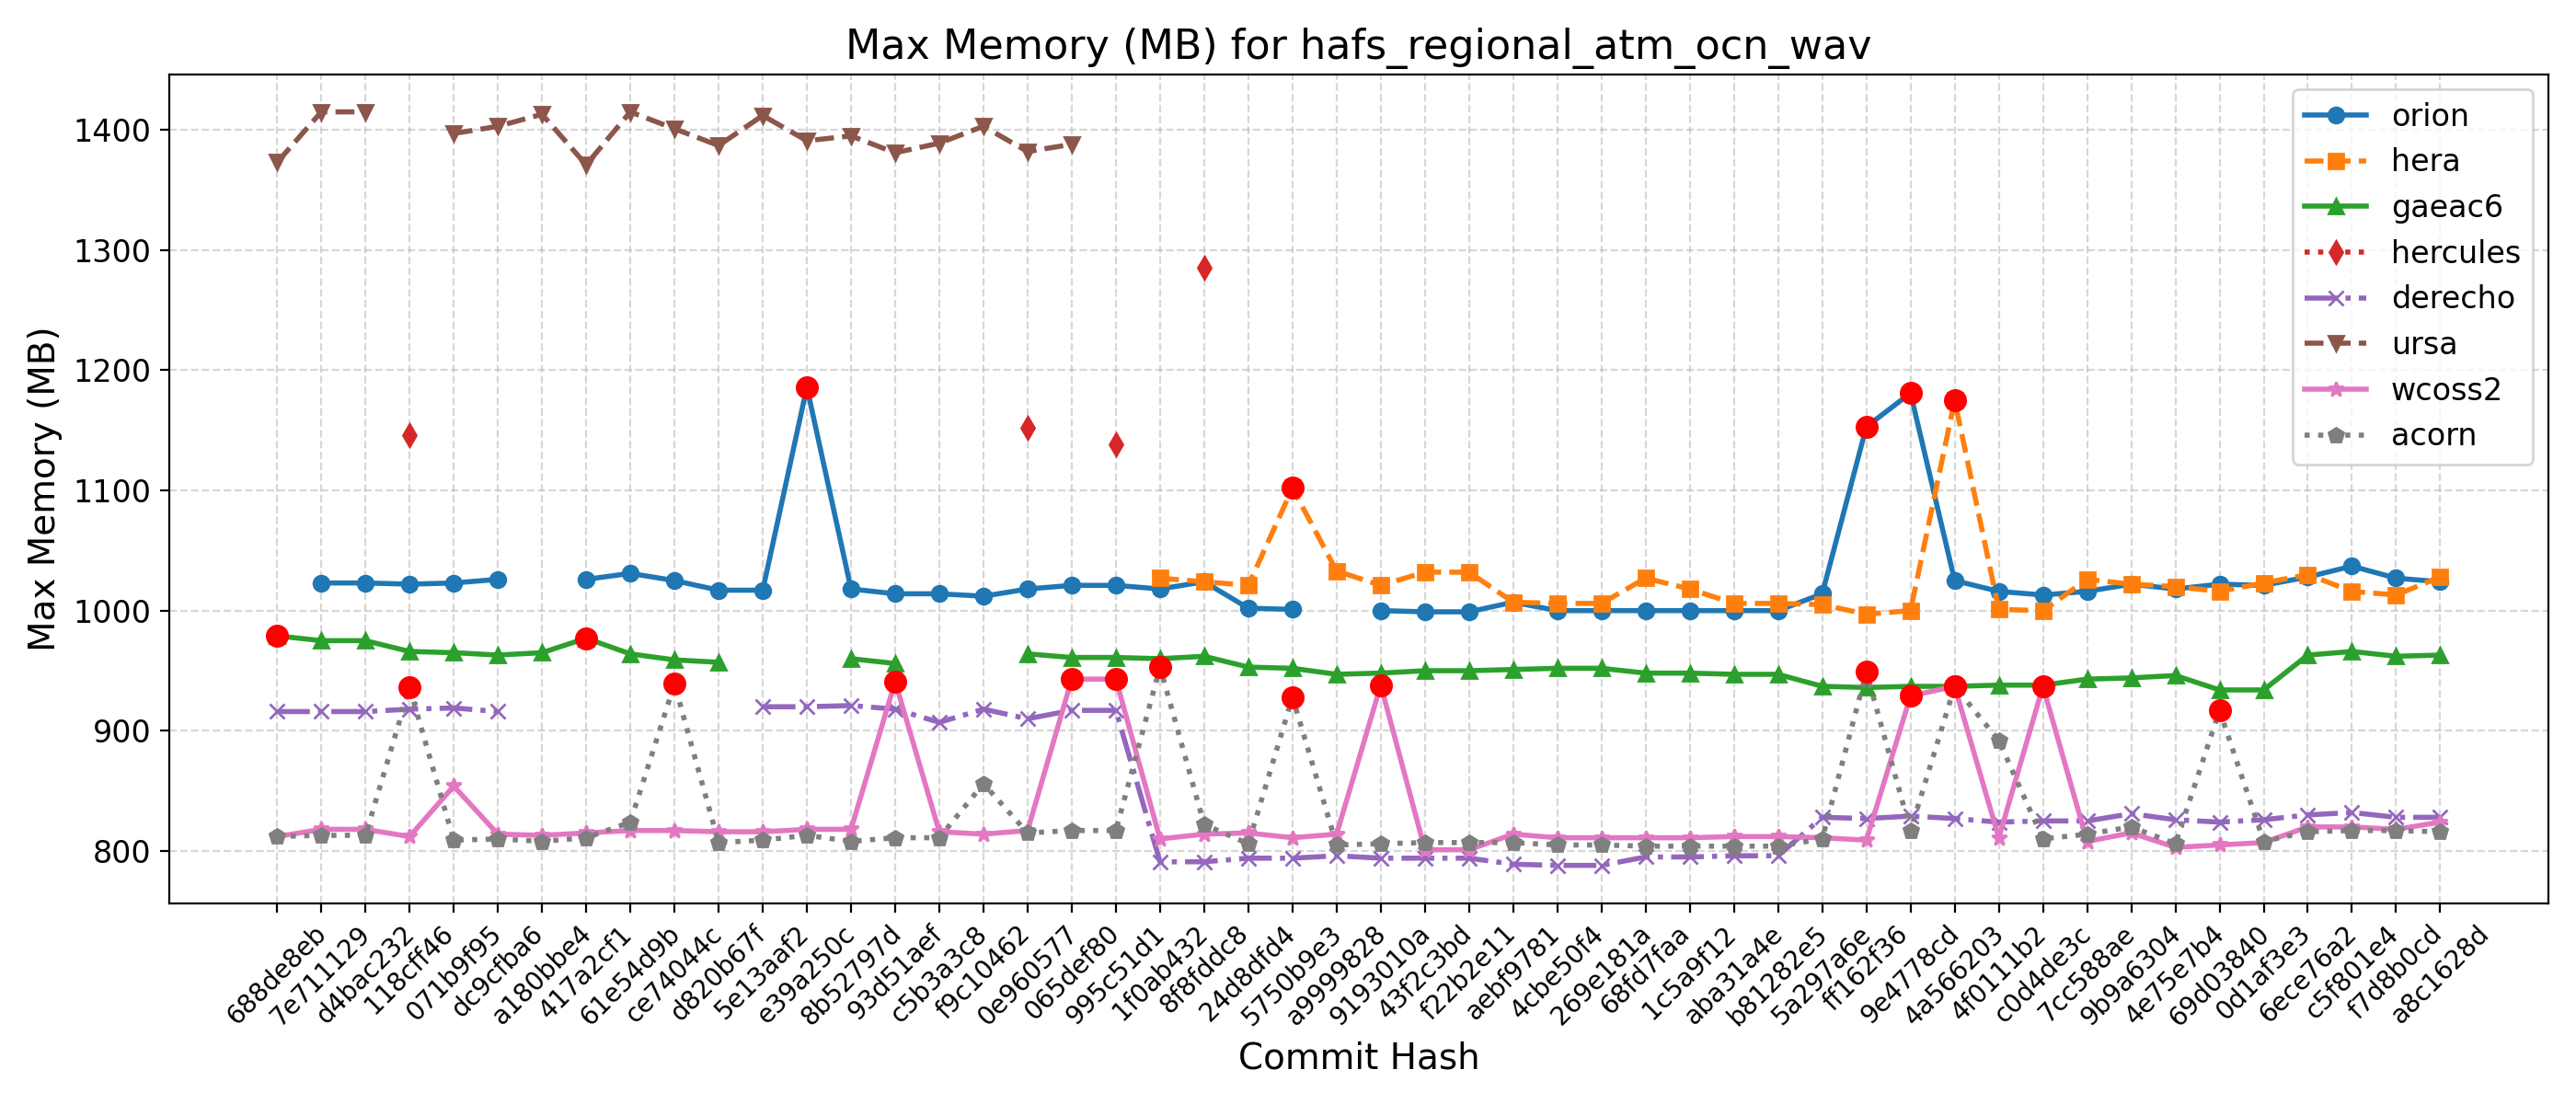 Max Memory (MB) for hafs_regional_atm_ocn_wav
Max Memory (MB)
1400
1300
1200
1100
1000
900
800
orion
hera
gaeac6
hercules
derecho
ursa
wcoss2
acorn
688de8eb
7e711129
d4bac232
118cff46
071b9f95
dc9cfba6
a180bbe4
417a2cf1
61e54d9b
ce74044c
d820b67f
5e13aaf2
e39a250c
8b52797d
93d51aef
c5b3a3c8
f9c10462
0e960577
065def80
995c51d1
1f0ab432
8f8fddc8
24d8dfd4
5750b9e3
a9999828
9193010a
43f2c3bd
f22b2e11
aebf9781
4cbe50f4
269e181a
68fd7faa
1c5a9f12
aba31a4e
b81282e5
5a297a6e
ff162f36
9e4778cd
4a566203
4f0111b2
c0d4de3c
7cc588ae
9b9a6304
4e75e7b4
69d03840
0d1af3e3
6ece76a2
c5f801e4
f7d8b0cd
a8c1628d
Commit Hash